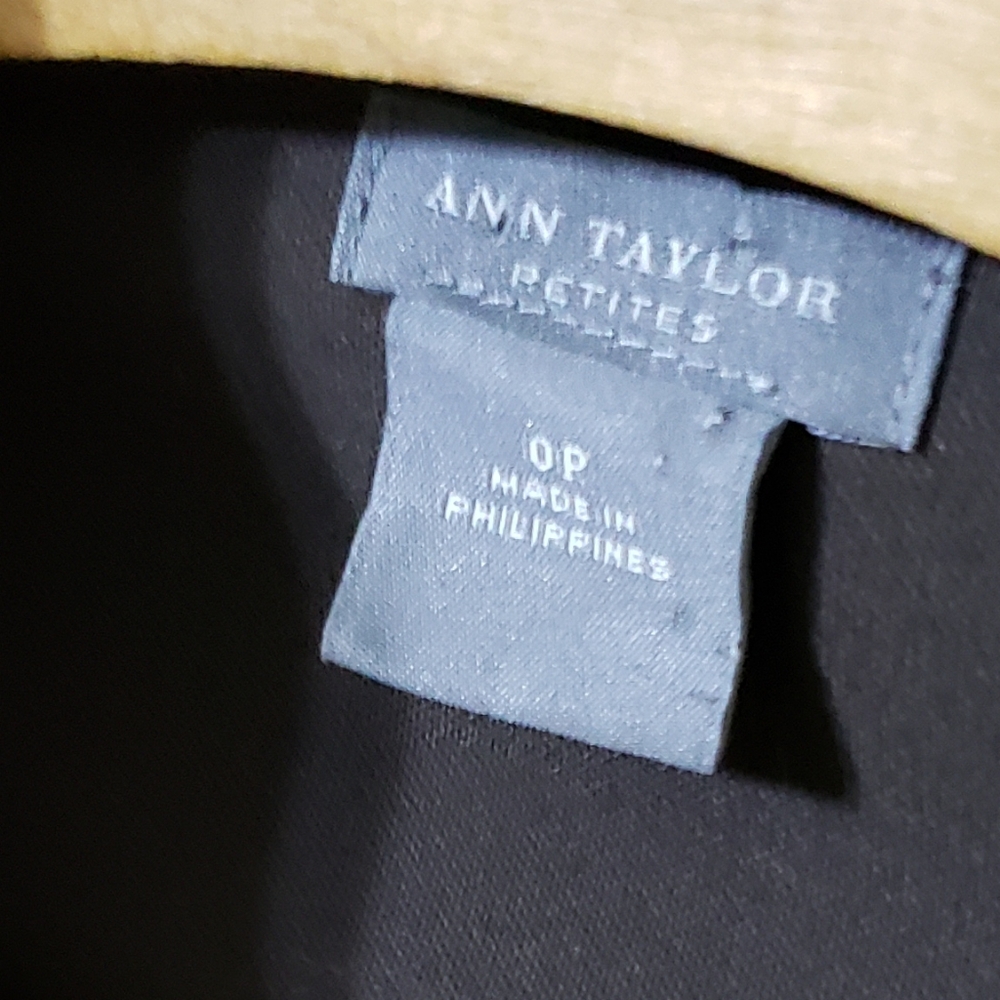 ANN TAYLOR
PETITES
0P
MADE IN
PHILIPPINES